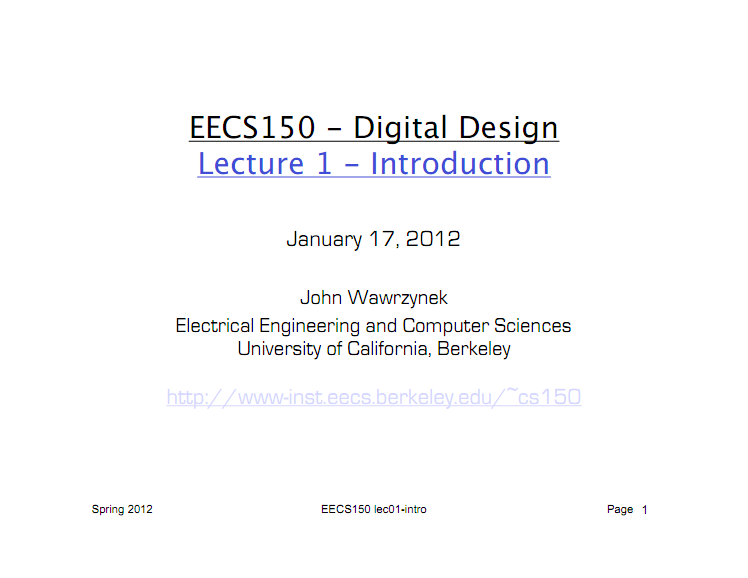 EECS150 – Digital Design
Lecture 1 – Introduction
January 17, 2012
John Wawrzynek
Electrical Engineering and Computer Sciences
University of California, Berkeley
http://www-inst.eecs.berkeley.edu/~cs150
Spring 2012 EECS150 lec01-intro Page 1